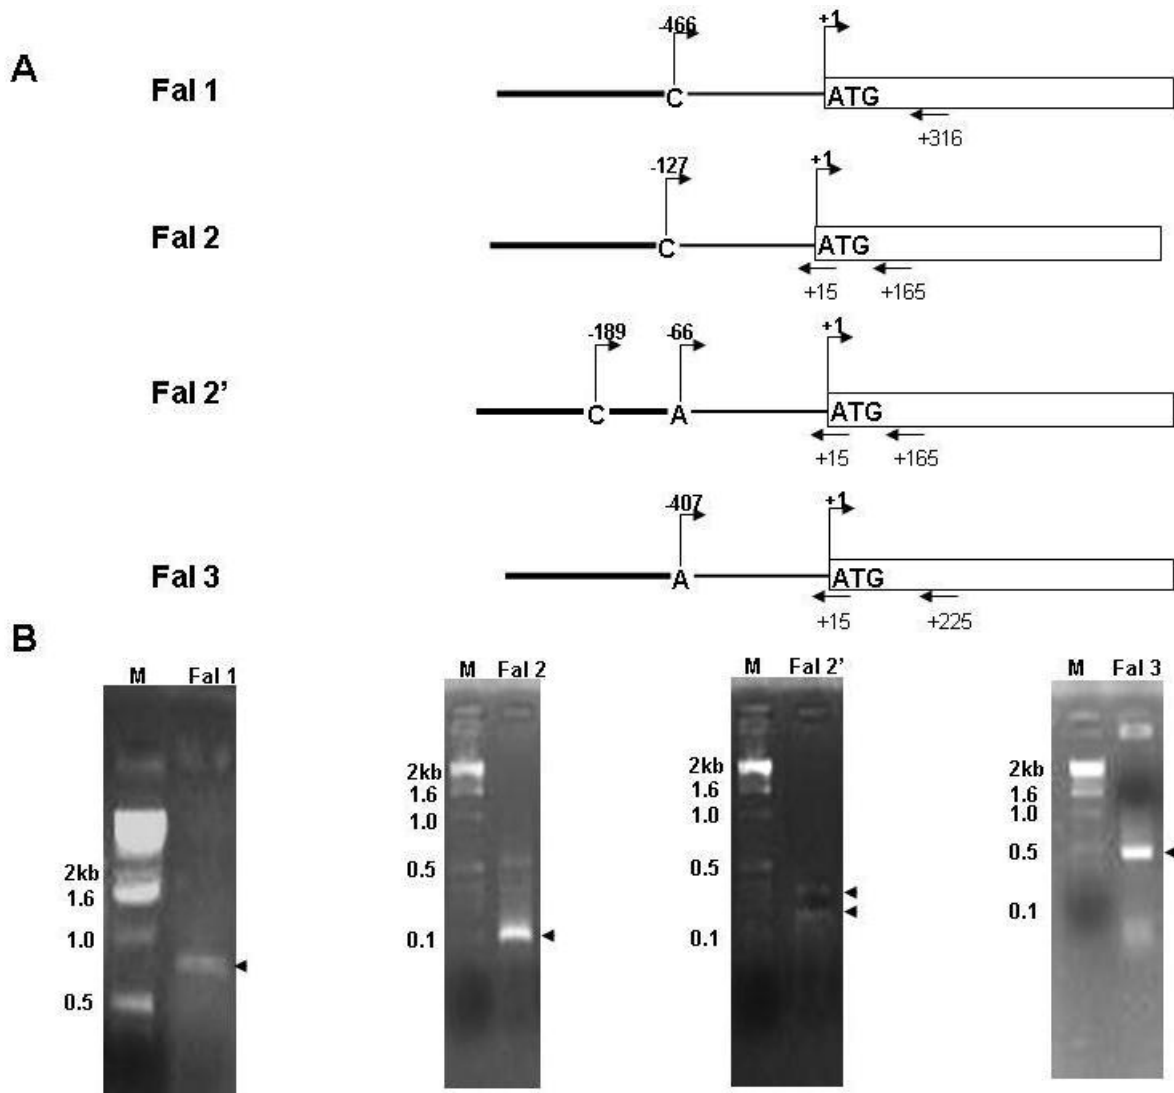 A
Fal 1
-466
+1
C
ATG
+316
Fal 2
-127
+1
C
ATG
+15
+165
Fal 2’
-189
-66
+1
C
A
ATG
+15
+165
Fal 3
-407
+1
A
ATG
+15
+225
B
M Fal 1
2kb
1.6
1.0
0.5
M Fal 2
2kb
1.6
1.0
0.5
0.1
M Fal 2’
2kb
1.6
1.0
0.5
0.1
M Fal 3
2kb
1.6
1.0
0.5
0.1